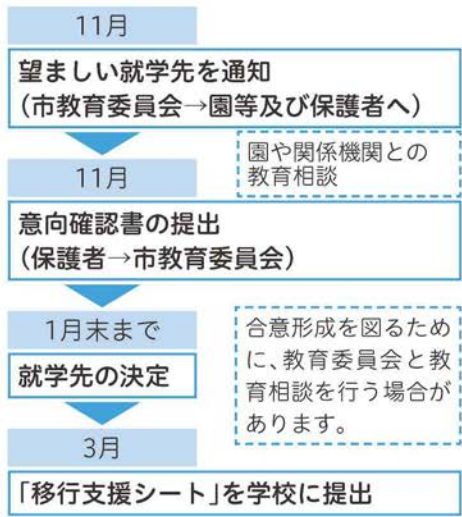 11月
望ましい就学先を通知
（市教育委員会→園等及び保護者へ）
園や関係機関との
教育相談
11月
意向確認書の提出
（保護者→市教育委員会）
1月末まで
就学先の決定
合意形成を図るため
に、教育委員会と教
育相談を行う場合が
あります。
3月
「移行支援シート」を学校に提出